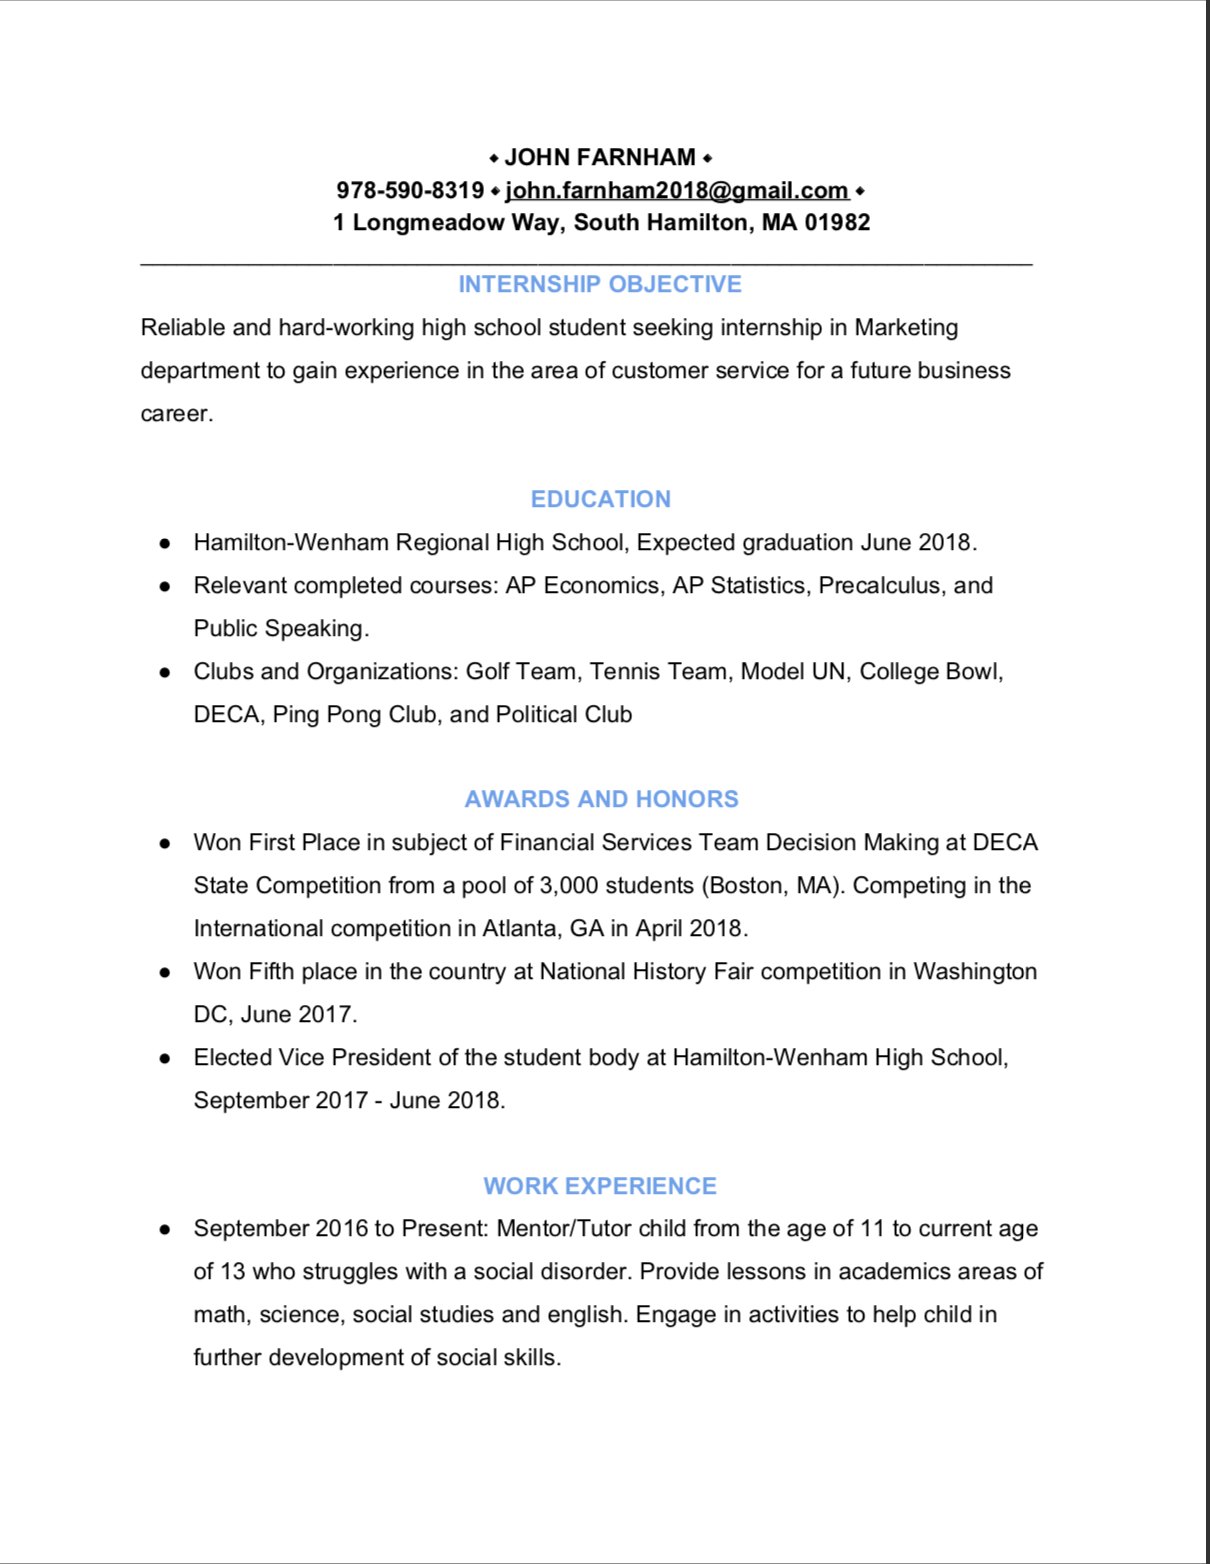 ⬩ JOHN FARNHAM ⬩
978-590-8319 ⬩ john.farnham2018@gmail.com ⬩
1 Longmeadow Way, South Hamilton, MA 01982
INTERNSHIP OBJECTIVE
Reliable and hard-working high school student seeking internship in Marketing
department to gain experience in the area of customer service for a future business
career.
EDUCATION
● Hamilton-Wenham Regional High School, Expected graduation June 2018.
● Relevant completed courses: AP Economics, AP Statistics, Precalculus, and
Public Speaking.
● Clubs and Organizations: Golf Team, Tennis Team, Model UN, College Bowl,
DECA, Ping Pong Club, and Political Club
AWARDS AND HONORS
● Won First Place in subject of Financial Services Team Decision Making at DECA
State Competition from a pool of 3,000 students (Boston, MA). Competing in the
International competition in Atlanta, GA in April 2018.
● Won Fifth place in the country at National History Fair competition in Washington
DC, June 2017.
● Elected Vice President of the student body at Hamilton-Wenham High School,
September 2017 - June 2018.
WORK EXPERIENCE
● September 2016 to Present: Mentor/Tutor child from the age of 11 to current age
of 13 who struggles with a social disorder. Provide lessons in academics areas of
math, science, social studies and english. Engage in activities to help child in
further development of social skills.